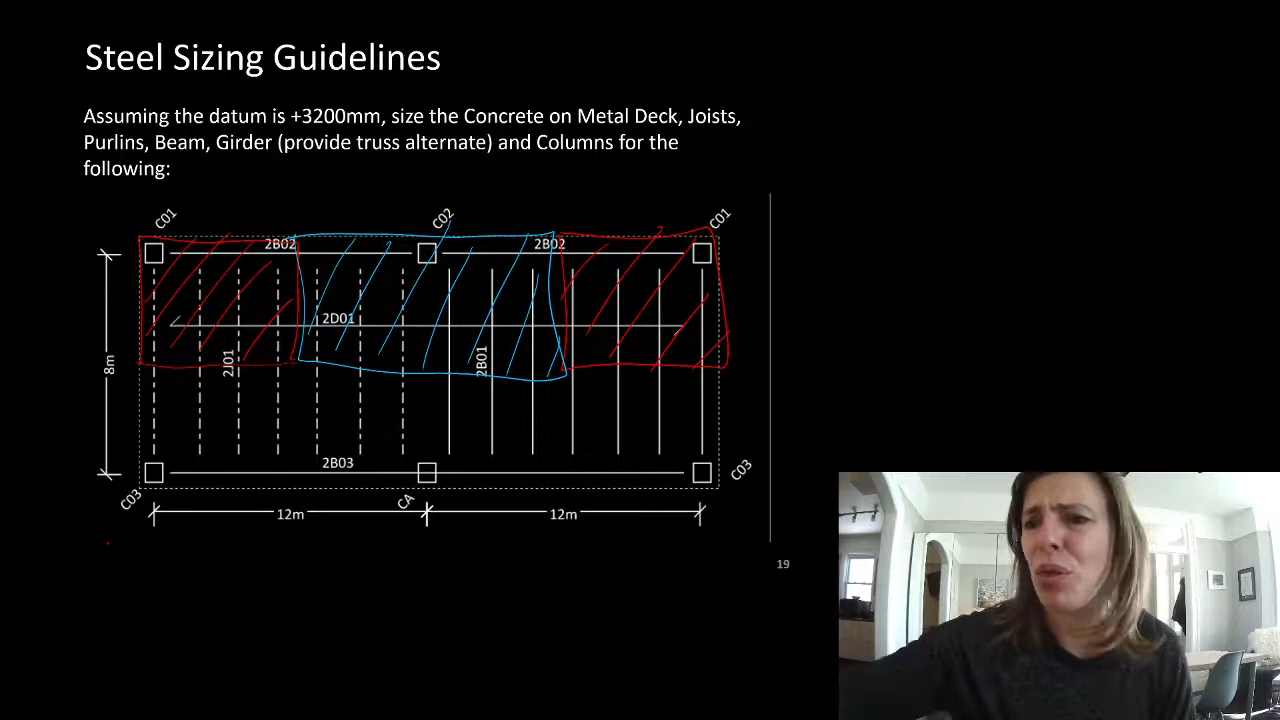 Steel Sizing Guidelines
Assuming the datum is +3200mm, size the Concrete on Metal Deck, Joists,
Purlins, Beam, Girder (provide truss alternate) and Columns for the
following:
C01
C02
C01
2B02
2B02
2D01
8m
2J01
2B01
2B03
C03
CA
C03
12m
12m
19